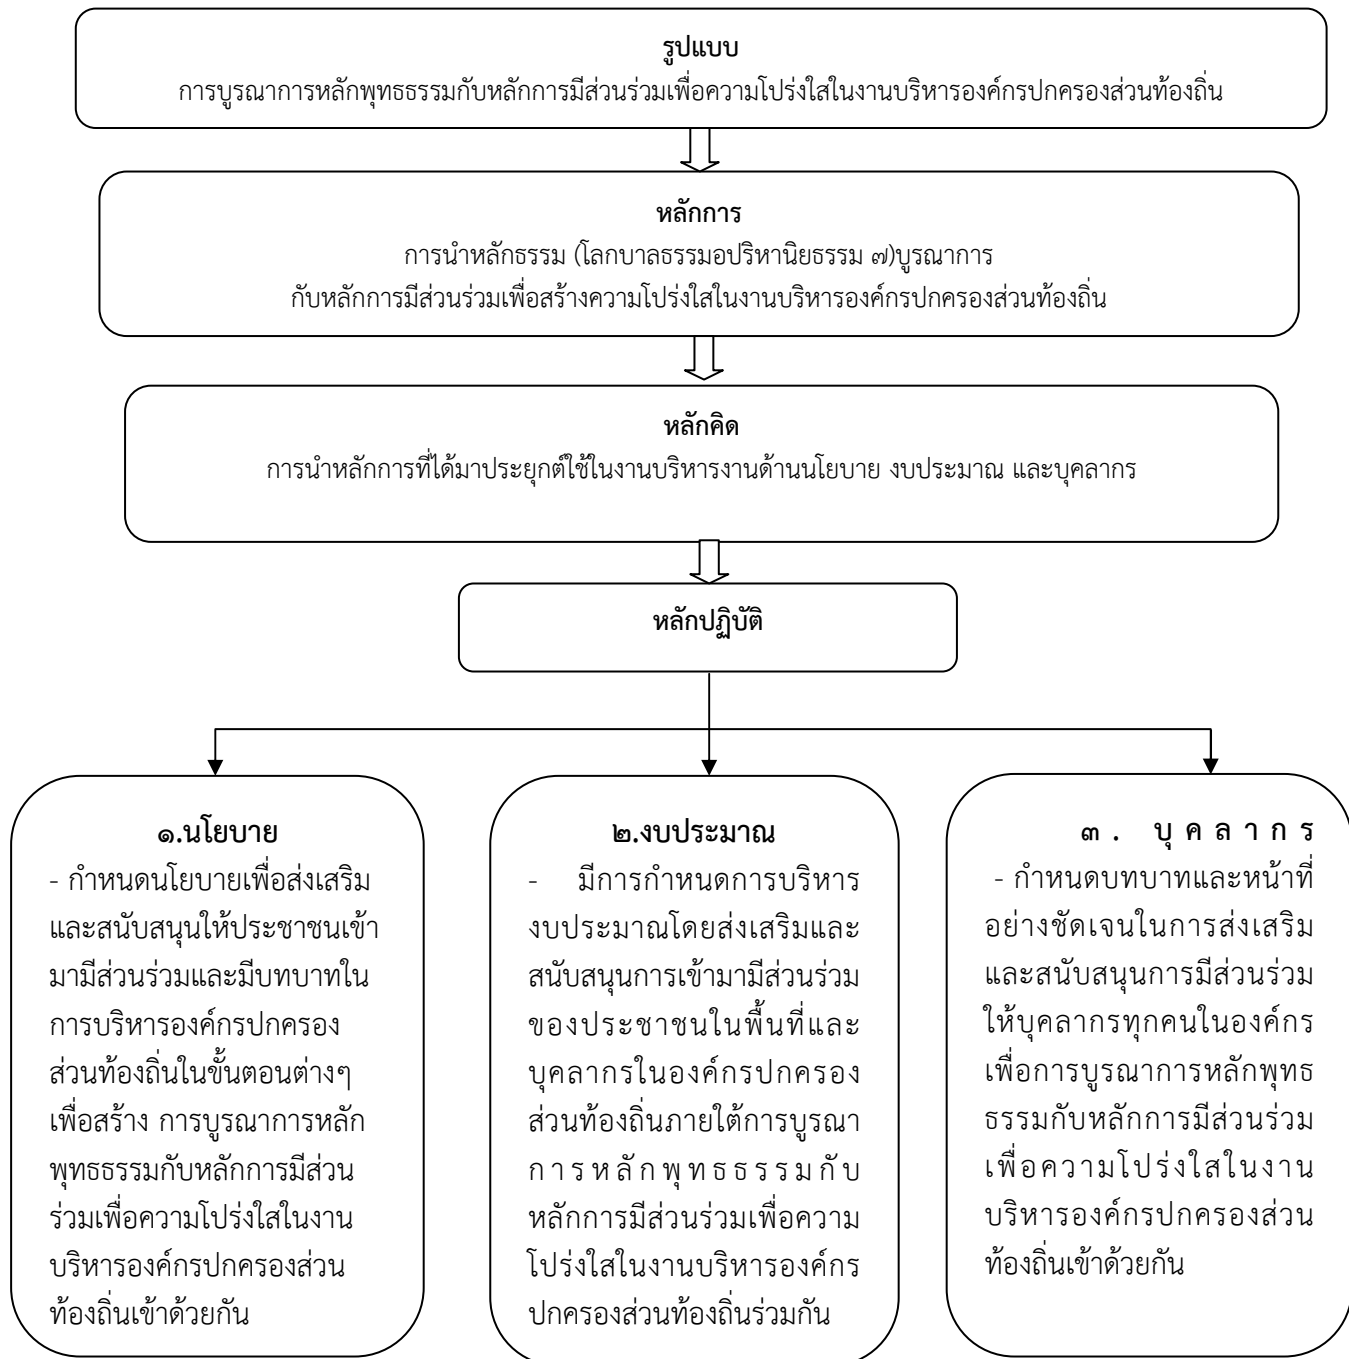 รูปแบบ
การบูรณาการหลักพุทธธรรมกับหลักการมีส่วนร่วมเพื่อความโปร่งใสในงานบริหารองค์กรปกครองส่วนท้องถิ่น
หลักการ
การนำหลักธรรม (โลกบาลธรรมอปริหานิยธรรม ๗)บูรณาการ
กับหลักการมีส่วนร่วมเพื่อสร้างความโปร่งใสในงานบริหารองค์กรปกครองส่วนท้องถิ่น
หลักคิด
การนำหลักการที่ได้มาประยุกต์ใช้ในงานบริหารงานด้านนโยบาย งบประมาณ และบุคลากร
หลักปฏิบัติ
๑.นโยบาย
- กำหนดนโยบายเพื่อส่งเสริม
และสนับสนุนให้ประชาชนเข้า
มามีส่วนร่วมและมีบทบาทใน
การบริหารองค์กรปกครอง
ส่วนท้องถิ่นในขั้นตอนต่างๆ
เพื่อสร้าง การบูรณาการหลัก
พุทธธรรมกับหลักการมีส่วน
ร่วมเพื่อความโปร่งใสในงาน
บริหารองค์กรปกครองส่วน
ท้องถิ่นเข้าด้วยกัน
๒.งบประมาณ
- มีการกำหนดการบริหาร
งบประมาณโดยส่งเสริมและ
สนับสนุนการเข้ามามีส่วนร่วม
ของประชาชนในพื้นที่และ
บุคลากรในองค์กรปกครอง
ส่วนท้องถิ่นภายใต้การบูรณา
การหลักพุทธธรรมกับ
หลักการมีส่วนร่วมเพื่อความ
โปร่งใสในงานบริหารองค์กร
ปกครองส่วนท้องถิ่นร่วมกัน
๓. บุคลากร
- กำหนดบทบาทและหน้าที่
อย่างชัดเจนในการส่งเสริม
และสนับสนุนการมีส่วนร่วม
ให้บุคลากรทุกคนในองค์กร
เพื่อการบูรณาการหลักพุทธ
ธรรมกับหลักการมีส่วนร่วม
เพื่อความโปร่งใสในงาน
บริหารองค์กรปกครองส่วน
ท้องถิ่นเข้าด้วยกัน